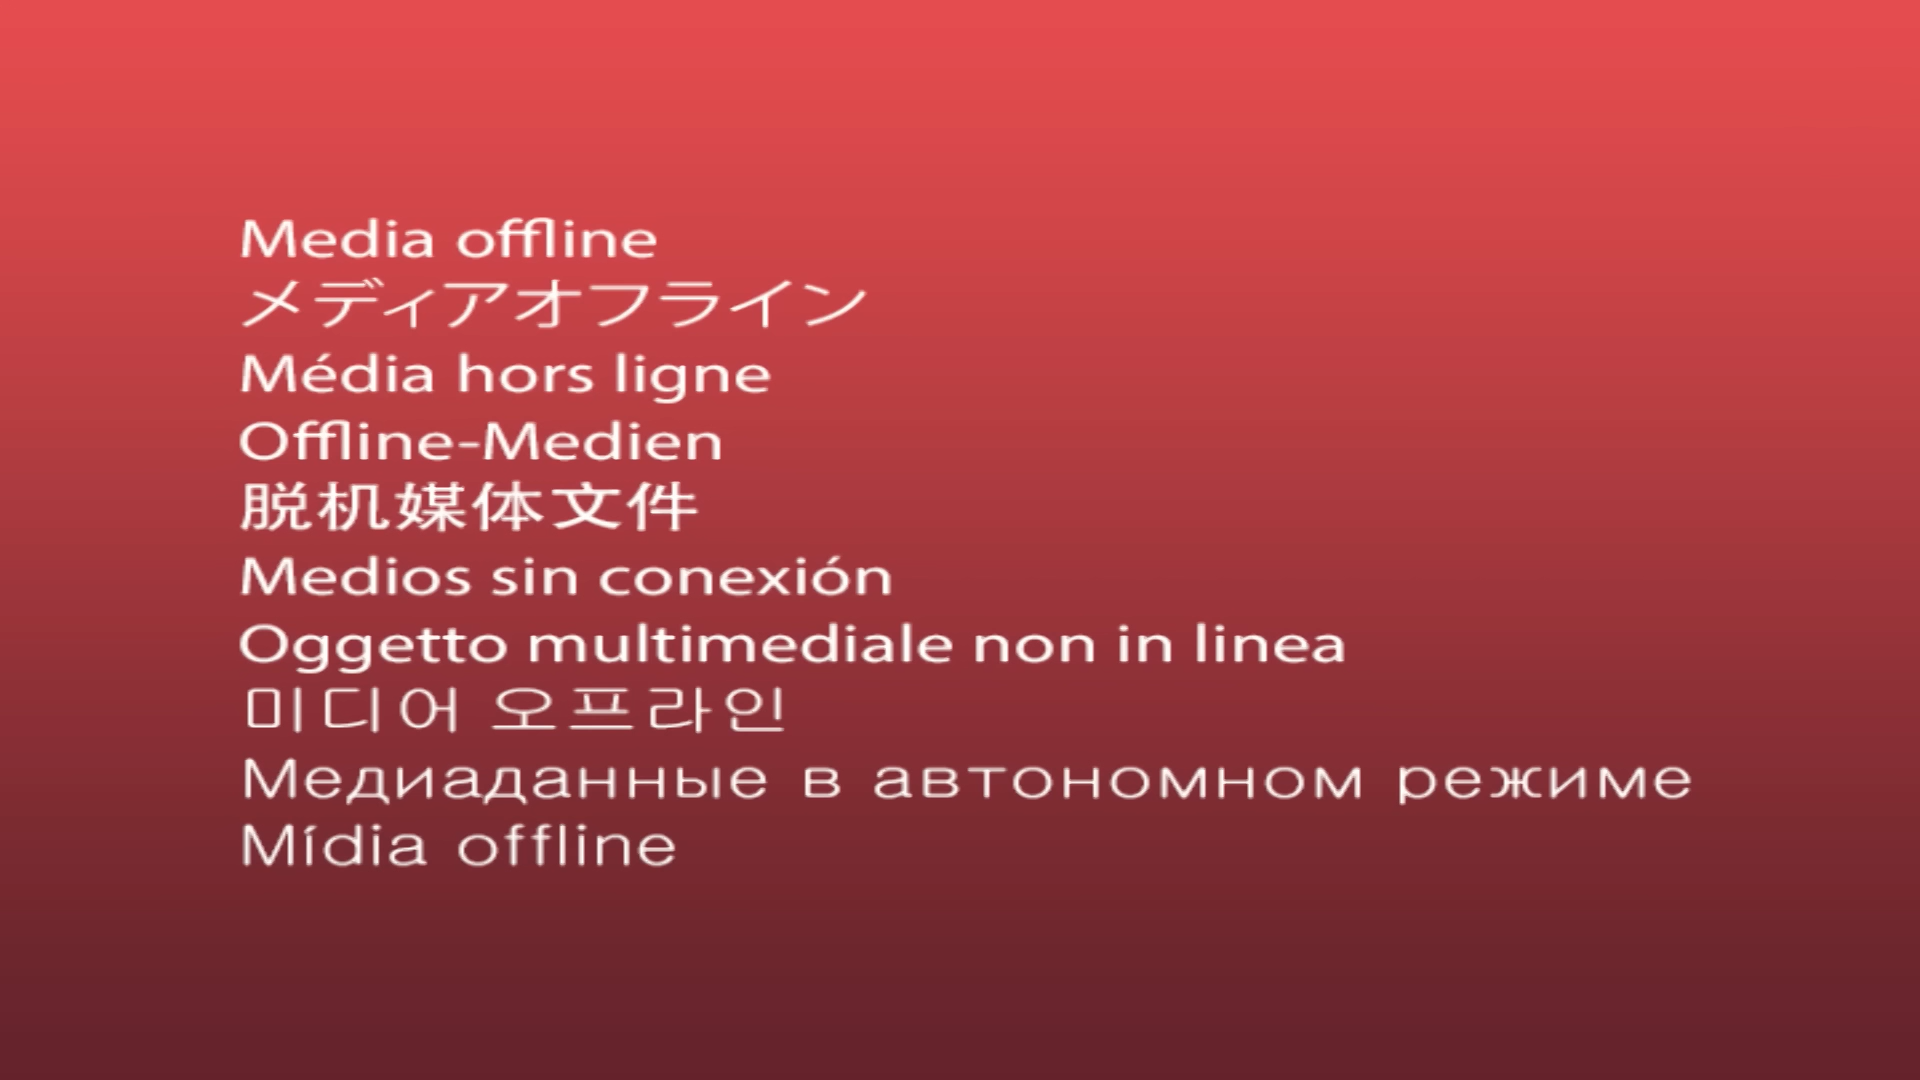 Media offline
メディアオフライン
Média hors ligne
Offline-Medien
脱机媒体文件
Medios sin conexión
Oggetto multimediale non in linea
미디어 오프라인
Медиаданные в автономном режиме
Mídia offline